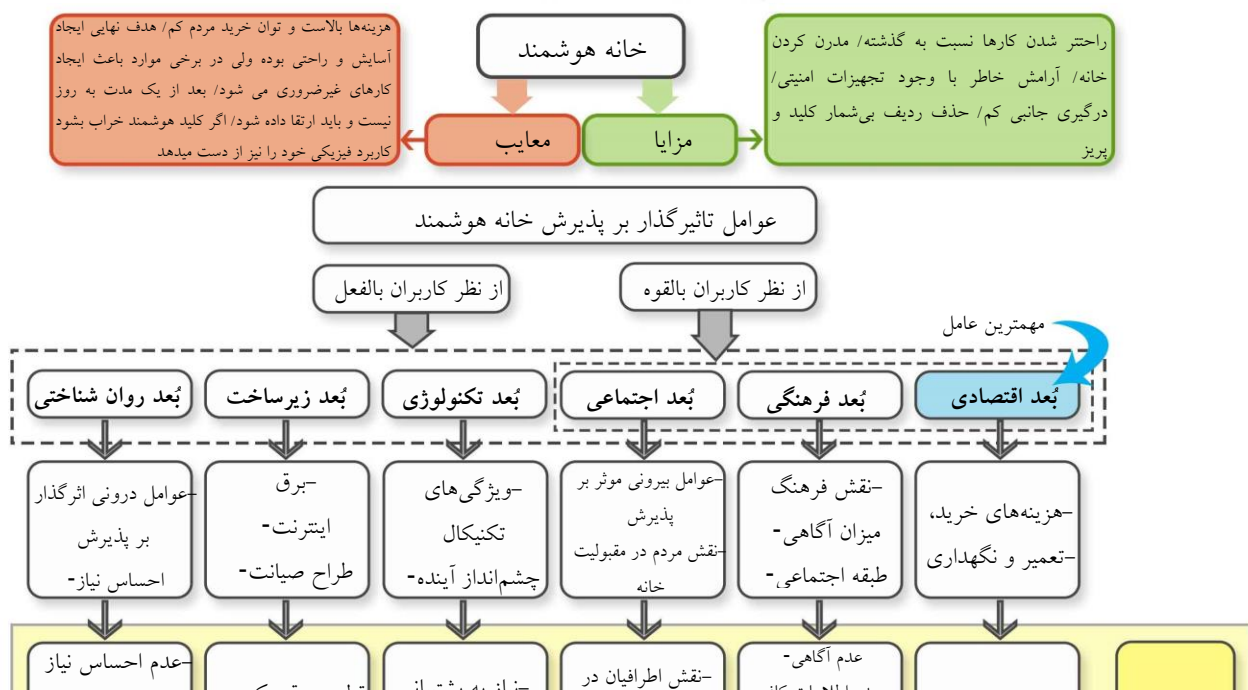 خانه هوشمند
راحتتر شدن کارها نسبت به گذشته/ مدرن کردن
خانه/ آرامش خاطر با وجود تجهیزات امنیتی/
درگیری جانبی کم/ حذف ردیف بی‌شمار کلید و
پریز
مزایا
معایب
هزینه‌ها بالاست و توان خرید مردم کم/ هدف نهایی ایجاد
آسایش و راحتی بوده ولی در برخی موارد باعث ایجاد
کارهای غیرضروری می شود/ بعد از یک مدت به روز
نیست و باید ارتقا داده شود/ اگر کلید هوشمند خراب بشود
کاربرد فیزیکی خود را نیز از دست میدهد
عوامل تاثیرگذار بر پذیرش خانه هوشمند
از نظر کاربران بالقوه
از نظر کاربران بالفعل
مهمترین عامل
بُعد اقتصادی
بُعد فرهنگی
بُعد اجتماعی
بُعد تکنولوژی
بُعد زیرساخت
بُعد روان شناختی
-هزینه‌های خرید،
-تعمیر و نگهداری
-نقش فرهنگ
میزان آگاهی-
طبقه اجتماعی-
-عوامل بیرونی موثر بر
پذیرش
-نقش مردم در مقبولیت
خانه
-ویژگی‌های
تکنیکال
چشم‌انداز آینده-
-برق
اینترنت-
طراح صیانت-
-عوامل درونی اثرگذار
بر پذیرش
احساس نیاز-
عدم آگاهی-
-نقش اطرافیان در
-عدم احساس نیاز